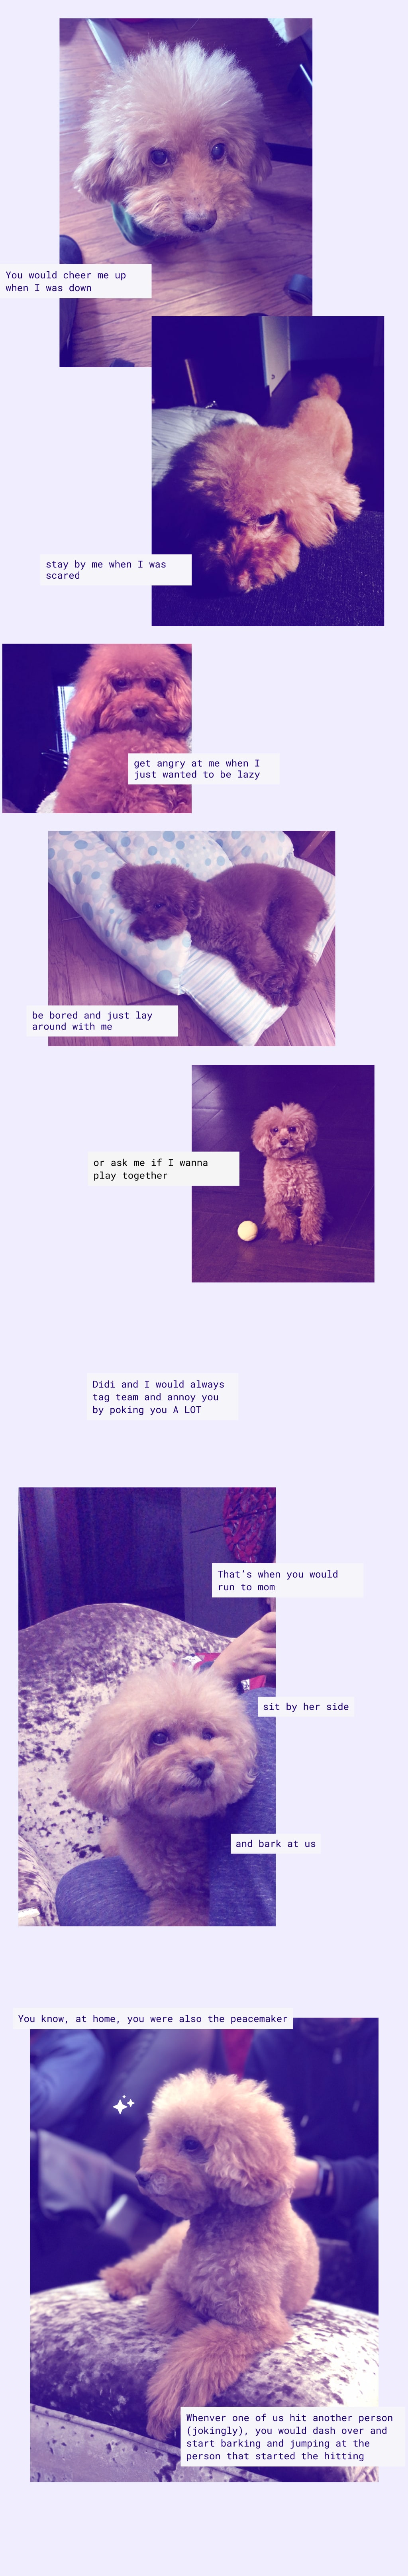 You would cheer me up
when I was down
stay by me when I was
scared
get angry at me when I
just wanted to be lazy
be bored and just lay
around with me
or ask me if I wanna
play together
Didi and I would always
tag team and annoy you
by poking you A LOT
That's when you would
run to mom
sit by her side
and bark at us
You know, at home, you were also the peacemaker
Whenver one of us hit another person
(jokingly), you would dash over and
start barking and jumping at the
person that started the hitting